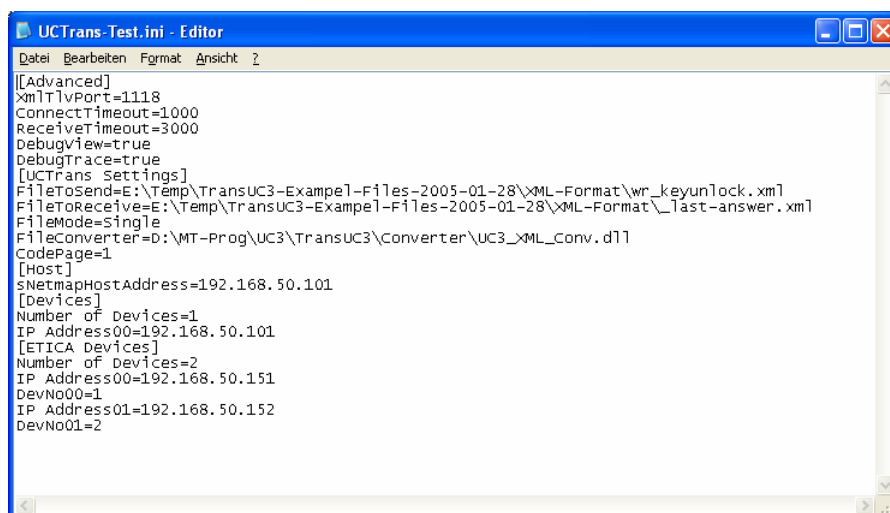 UCTrans-Test.ini - Editor
Datei Bearbeiten Format Ansicht ?
[Advanced]
XmlTlvPort=1118
ConnectTimeout=1000
ReceiveTimeout=3000
DebugView=true
DebugTrace=true
[UCTrans Settings]
FileToSend=E:\Temp\TransUC3-Exampel-Files-2005-01-28\XML-Format\wr_keyunlock.xml
FileToReceive=E:\Temp\TransUC3-Exampel-Files-2005-01-28\XML-Format\_last-answer.xml
FileMode=Single
FileConverter=D:\MT-Prog\UC3\TransUC3\Converter\UC3_XML_Conv.dll
CodePage=1
[Host]
sNetmapHostAddress=192.168.50.101
[Devices]
Number of Devices=1
IP Address00=192.168.50.101
[ETICA Devices]
Number of Devices=2
IP Address00=192.168.50.151
DevNo00=1
IP Address01=192.168.50.152
DevNo01=2